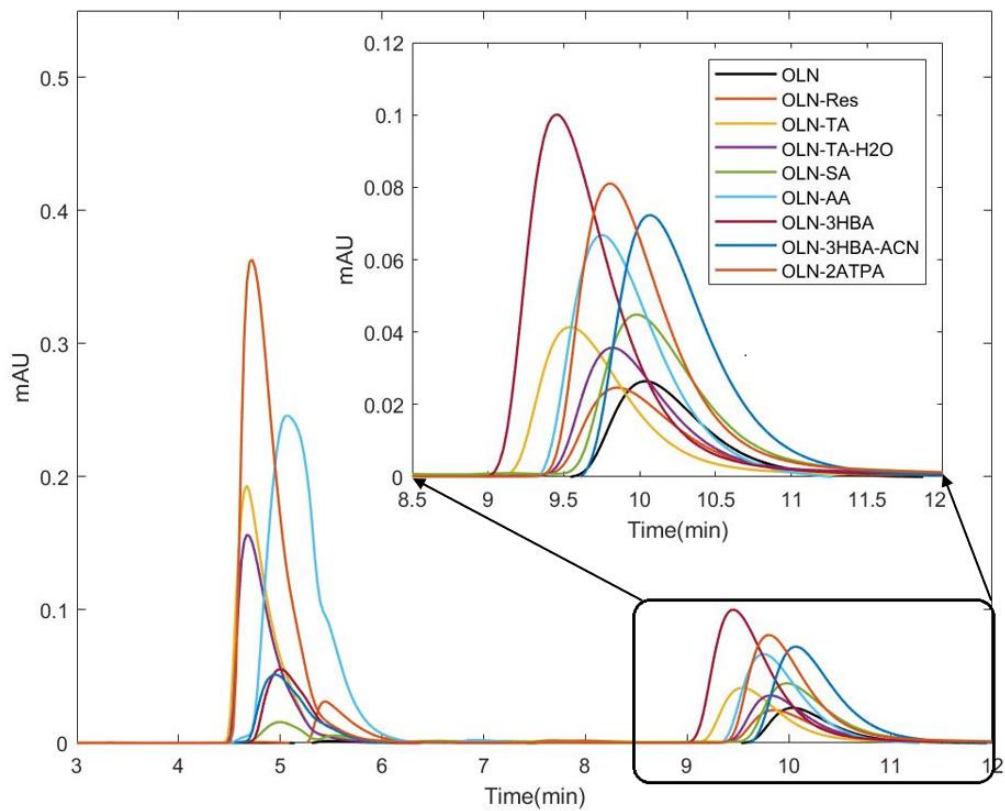 0.5
0.4
0.3
0.2
0.1
0
mAU
3 4 5 6 7 8 9 10 11 12
Time(min)
0.12
0.1
0.08
0.06
0.04
0.02
0
mAU
8.5 9 9.5 10 10.5 11 11.5 12
Time(min)
OLN
OLN-Res
OLN-TA
OLN-TA-H2O
OLN-SA
OLN-AA
OLN-3HBA
OLN-3HBA-ACN
OLN-2ATPA